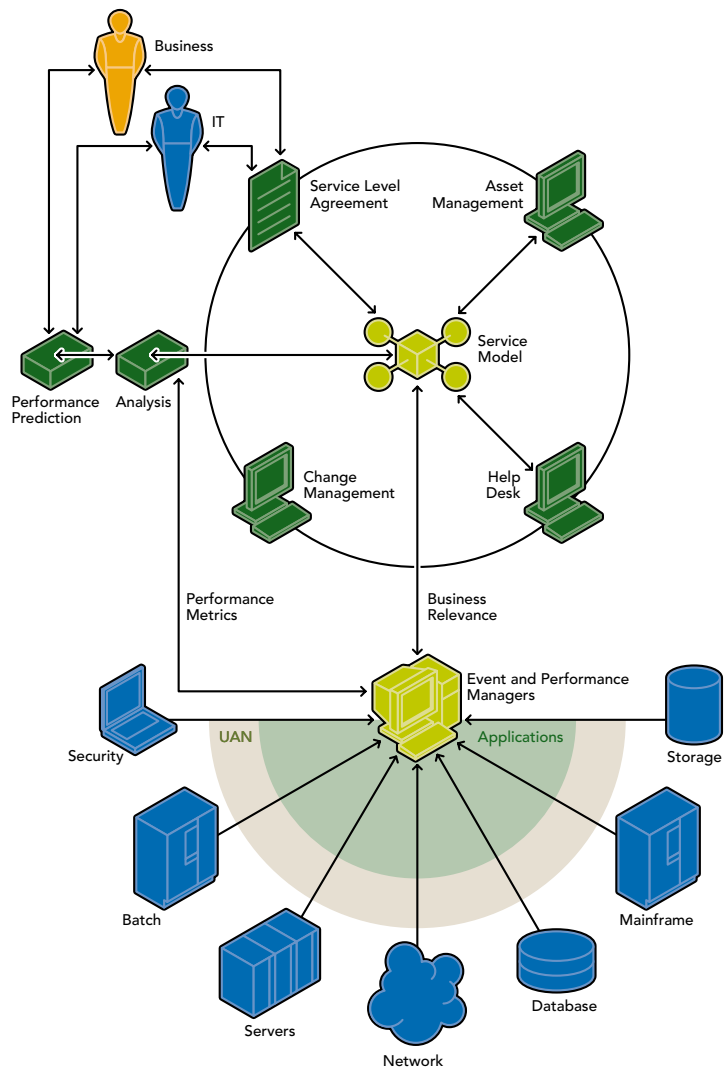 Business
IT
Service Level
Agreement
Asset
Management
Service
Model
Performance
Prediction
Analysis
Change
Management
Help
Desk
Performance
Metrics
Business
Relevance
Event and Performance
Managers
Security
UAN
Applications
Storage
Batch
Mainframe
Servers
Database
Network